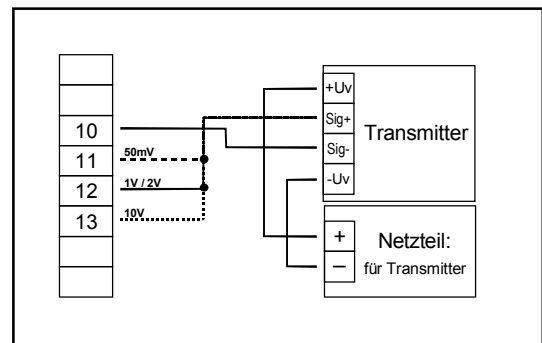 10
11
12
13
50mV
1V / 2V
10V
+Uv
Sig+
Sig-
-Uv
Transmitter
+
−
Netzteil:
für Transmitter